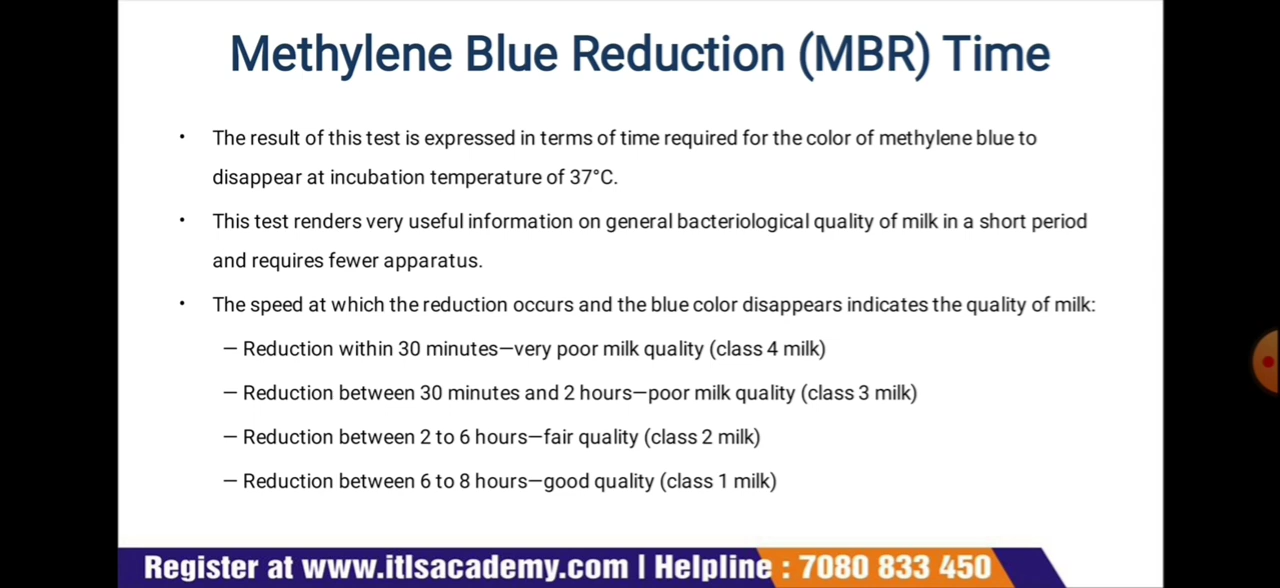 Methylene Blue Reduction (MBR) Time
• The result of this test is expressed in terms of time required for the color of methylene blue to
disappear at incubation temperature of 37°C.
• This test renders very useful information on general bacteriological quality of milk in a short period
and requires fewer apparatus.
• The speed at which the reduction occurs and the blue color disappears indicates the quality of milk:
– Reduction within 30 minutes—very poor milk quality (class 4 milk)
– Reduction between 30 minutes and 2 hours—poor milk quality (class 3 milk)
– Reduction between 2 to 6 hours—fair quality (class 2 milk)
– Reduction between 6 to 8 hours—good quality (class 1 milk)
Register at www.itlsacademy.com | Helpline : 7080 833 450